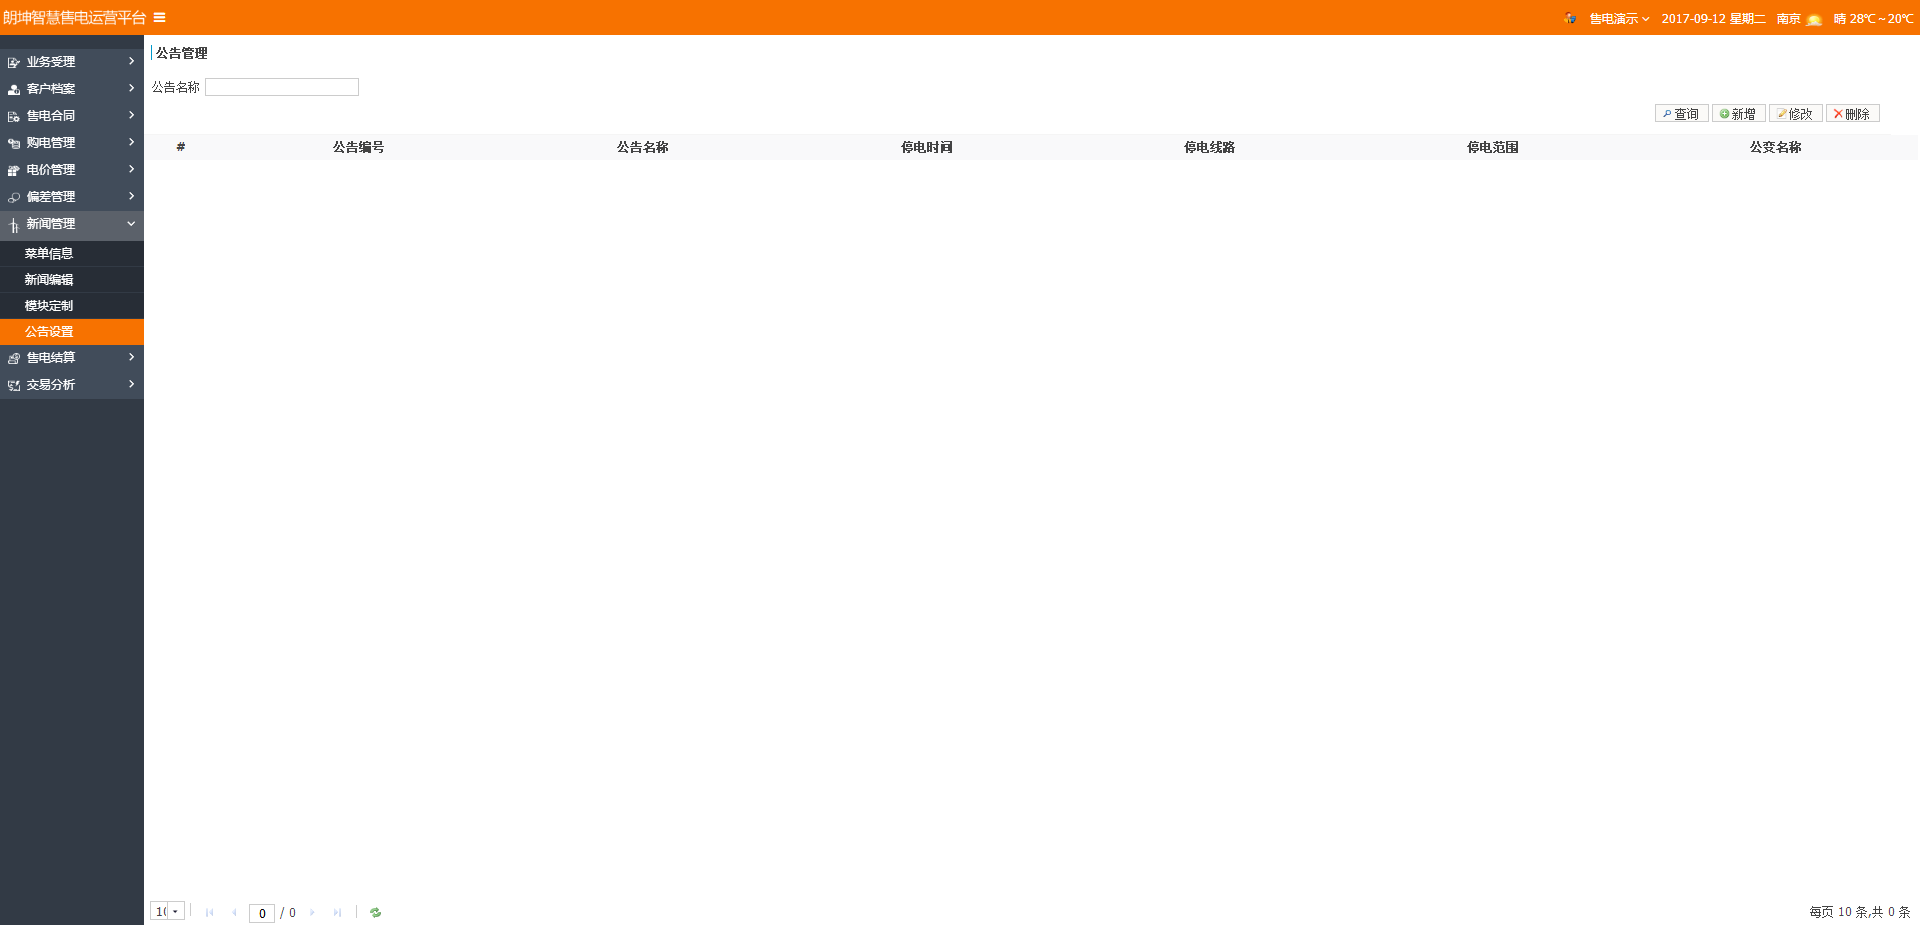 朗坤智慧售电运营平台
售电演示 2017-09-12 星期二 南京 晴 28℃~20℃
业务受理
客户档案
售电合同
购电管理
电价管理
偏差管理
新闻管理
菜单信息
新闻编辑
模块定制
公告设置
售电结算
交易分析
公告管理
公告名称
查询 新增 修改 删除
# 公告编号 公告名称 停电时间 停电线路 停电范围 公变名称
10 0 / 0
每页 10 条,共 0 条